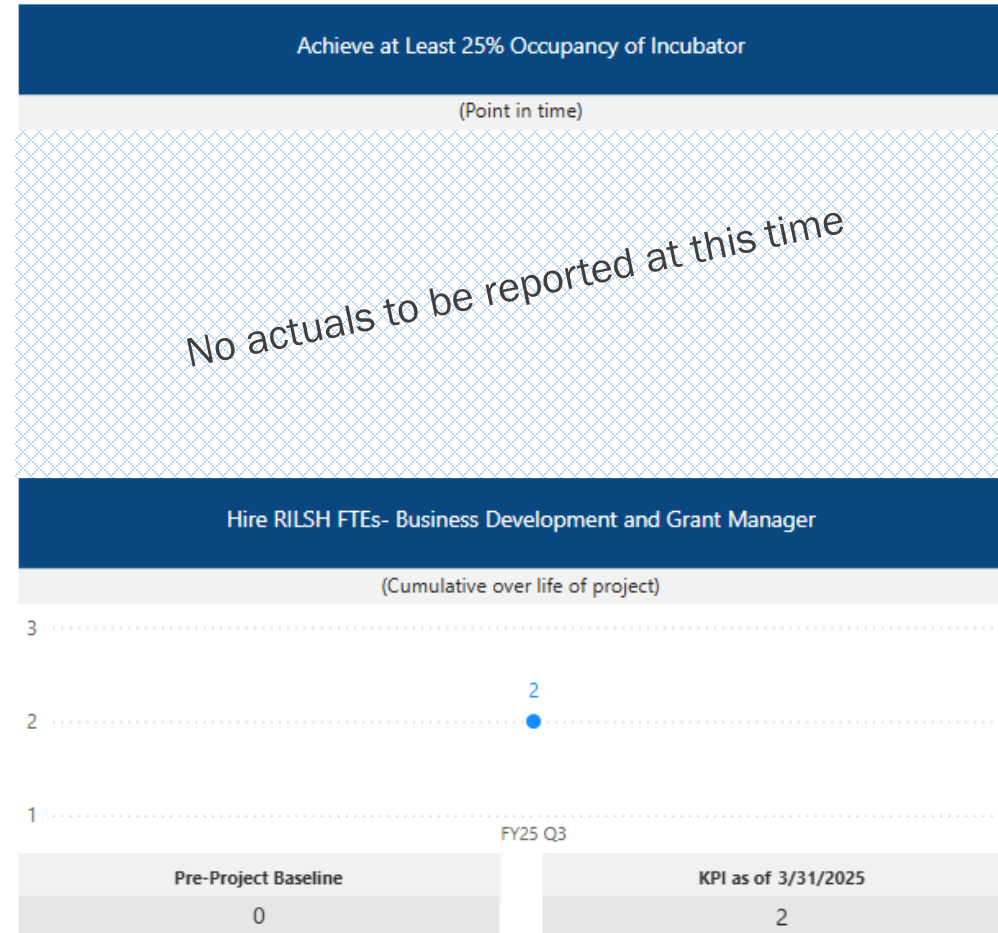 Achieve at Least 25% Occupancy of Incubator
(Point in time)
No actuals to be reported at this time
Hire RILSH FTEs- Business Development and Grant Manager
(Cumulative over life of project)
3
2
2
1
FY25 Q3
Pre-Project Baseline
KPI as of 3/31/2025
0
2